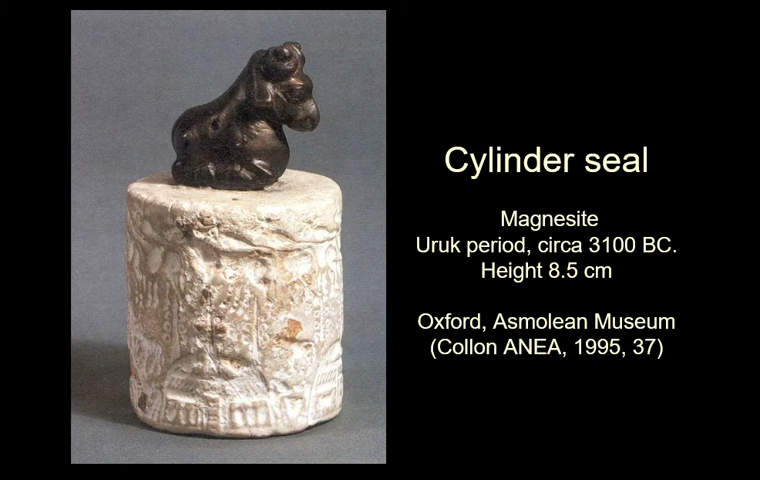 Cylinder seal
Magnesite
Uruk period, circa 3100 BC.
Height 8.5 cm
Oxford, Asmolean Museum
(Collon ANEA, 1995, 37)